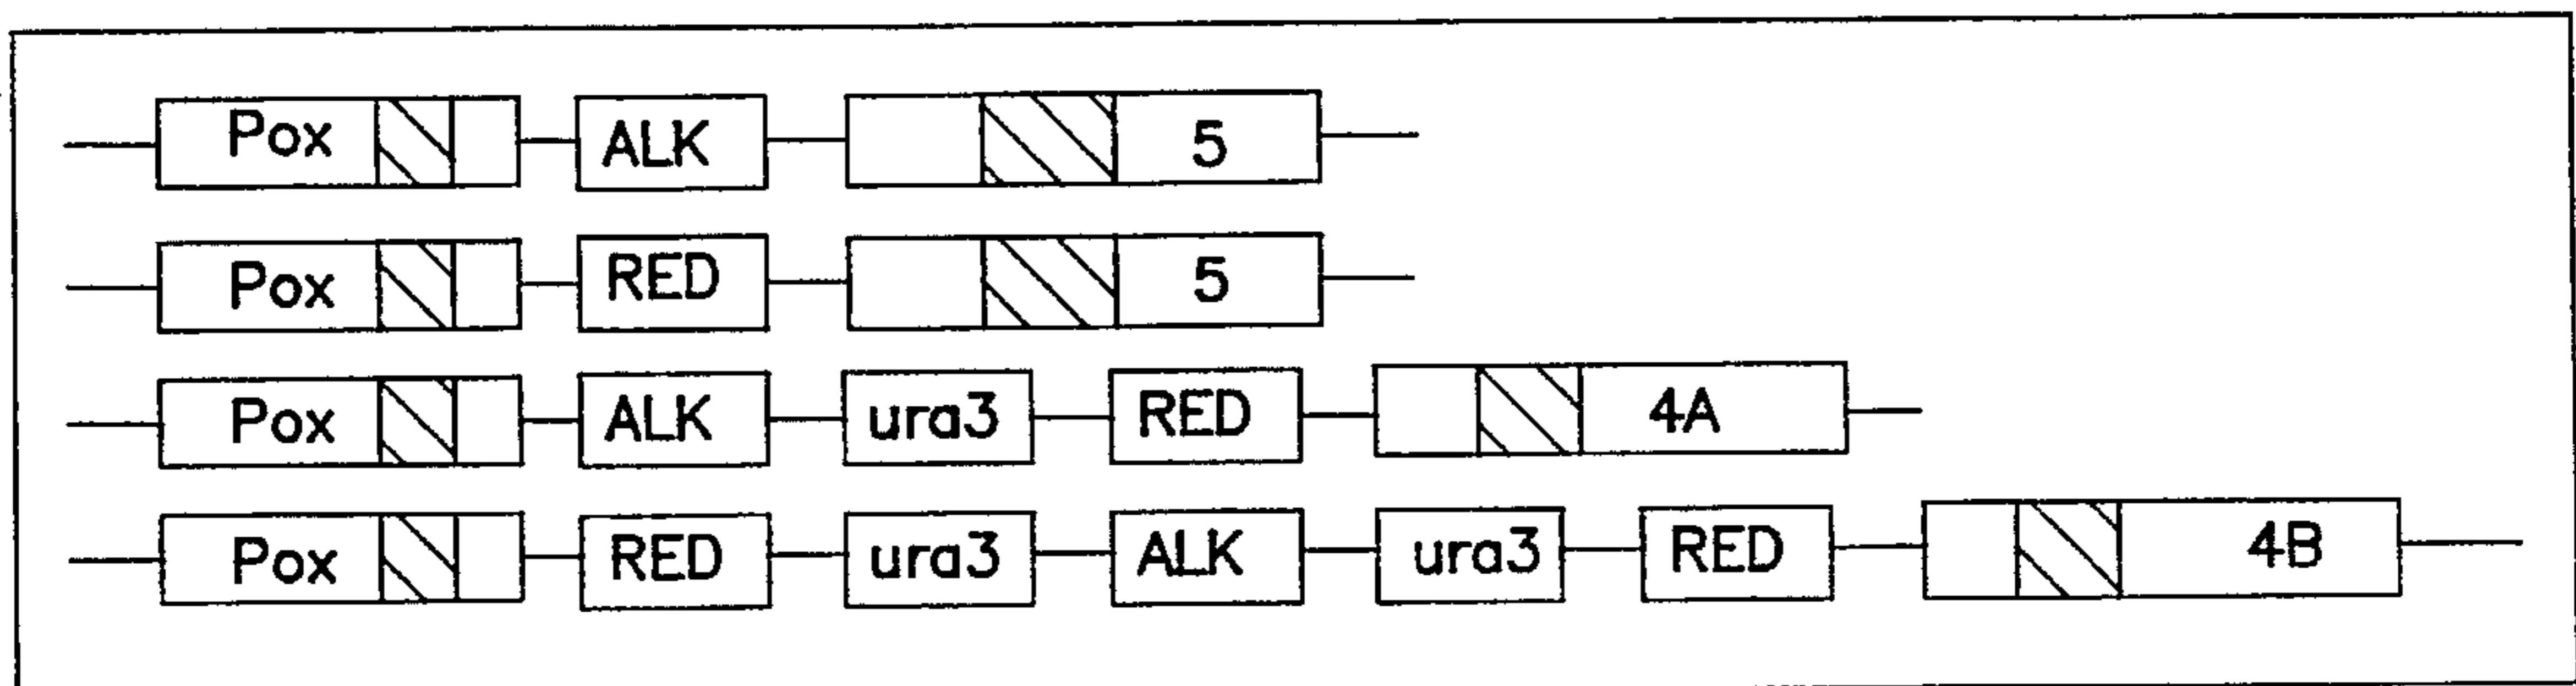 Pox ALK 5
Pox RED 5
Pox ALK ura3 RED 4A
Pox RED ura3 ALK ura3 RED 4B